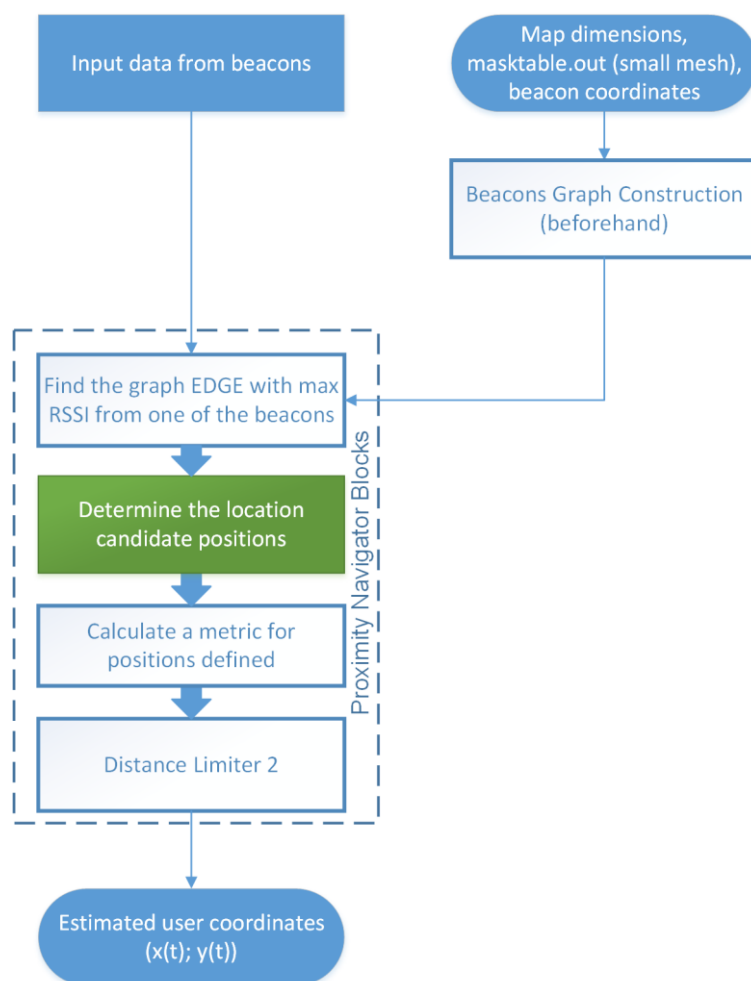 Input data from beacons
Map dimensions,
masktable.out (small mesh),
beacon coordinates
Beacons Graph Construction
(beforehand)
Find the graph EDGE with max
RSSI from one of the beacons
Determine the location
candidate positions
Calculate a metric for
positions defined
Distance Limiter 2
Proximity Navigator Blocks
Estimated user coordinates
(x(t); y(t))